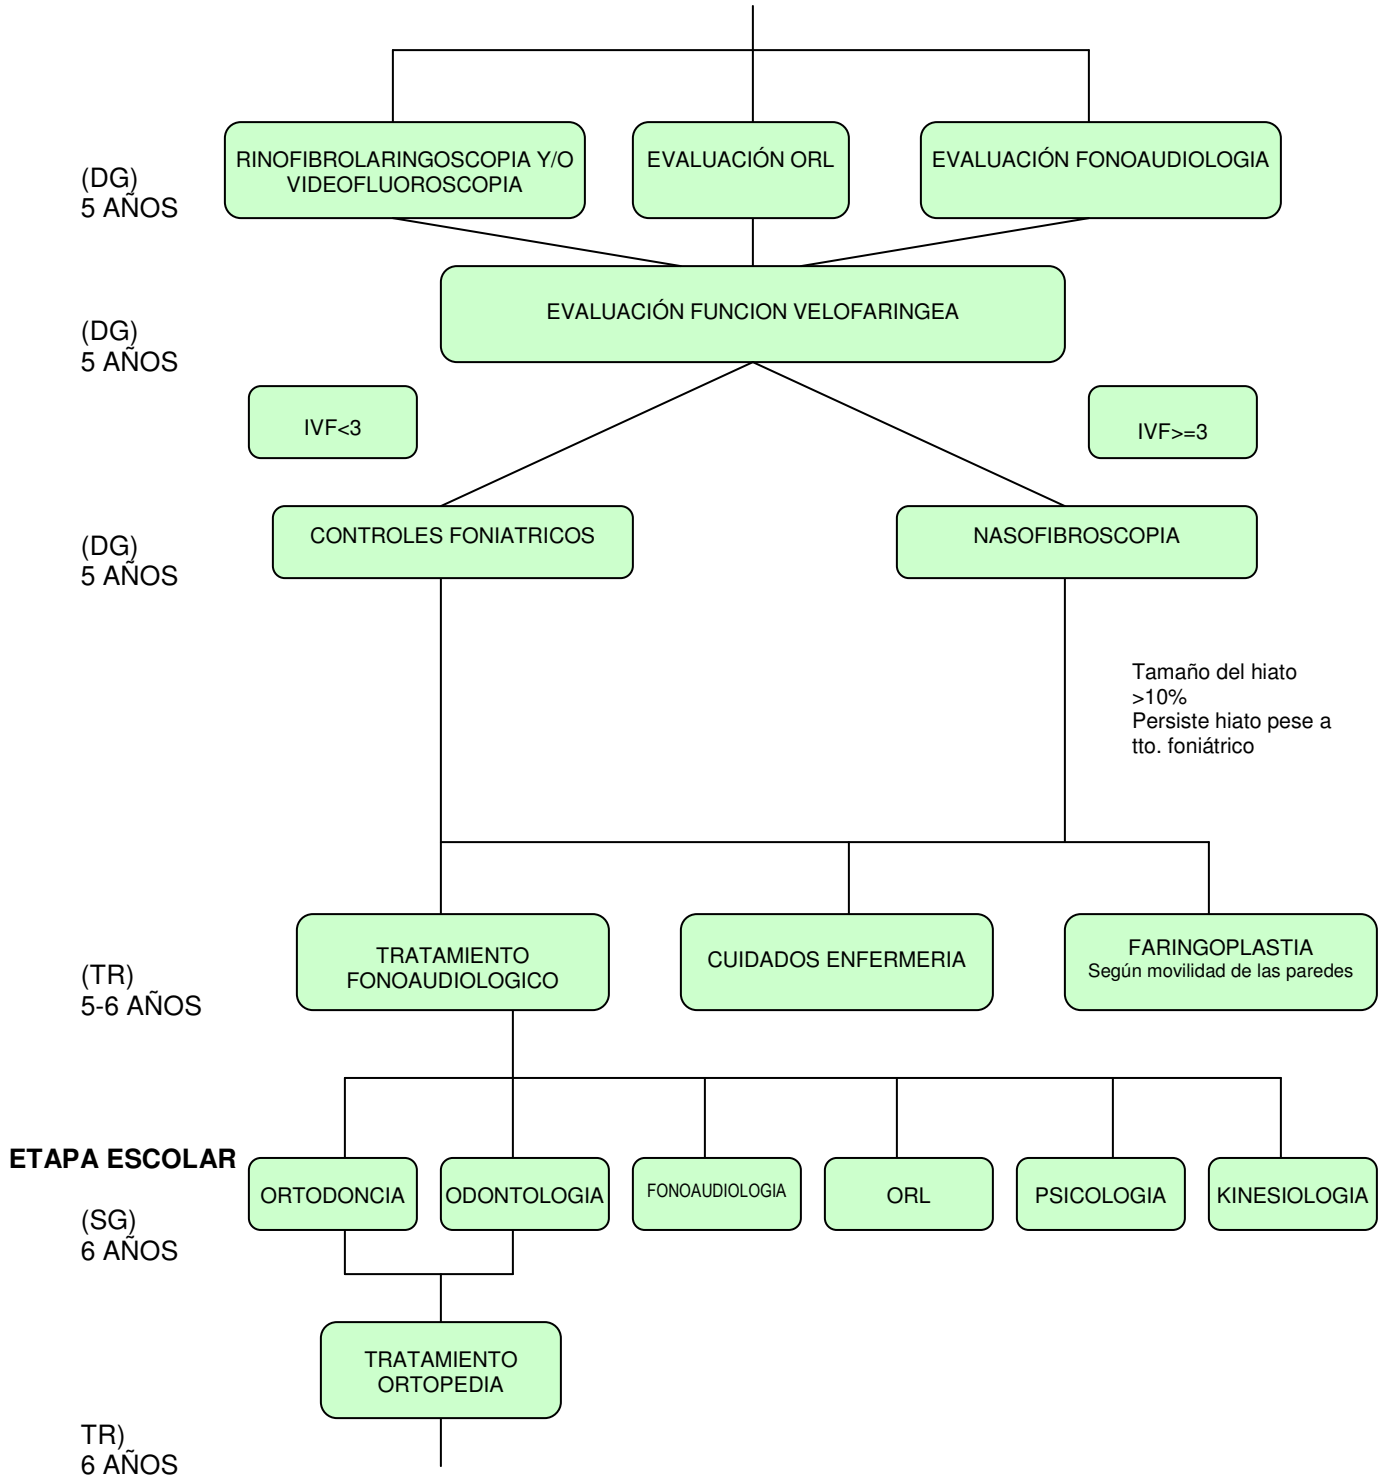 RINOFIBROLARINGOSCOPIA Y/O
VIDEOFLUOROSCOPIA
EVALUACIÓN ORL
EVALUACIÓN FONOAUDIOLOGIA
(DG)
5 AÑOS
EVALUACIÓN FUNCION VELOFARINGEA
(DG)
5 AÑOS
IVF<3
IVF>=3
CONTROLES FONIATRICOS
NASOFIBROSCOPIA
(DG)
5 AÑOS
Tamaño del hiato
>10%
Persiste hiato pese a
tto. foniátrico
TRATAMIENTO
FONOAUDIOLOGICO
CUIDADOS ENFERMERIA
FARINGOPLASTIA
Según movilidad de las paredes
(TR)
5-6 AÑOS
ETAPA ESCOLAR
ORTODONCIA
ODONTOLOGIA
FONOAUDIOLOGIA
ORL
PSICOLOGIA
KINESIOLOGIA
(SG)
6 AÑOS
TRATAMIENTO
ORTOPEDIA
TR)
6 AÑOS